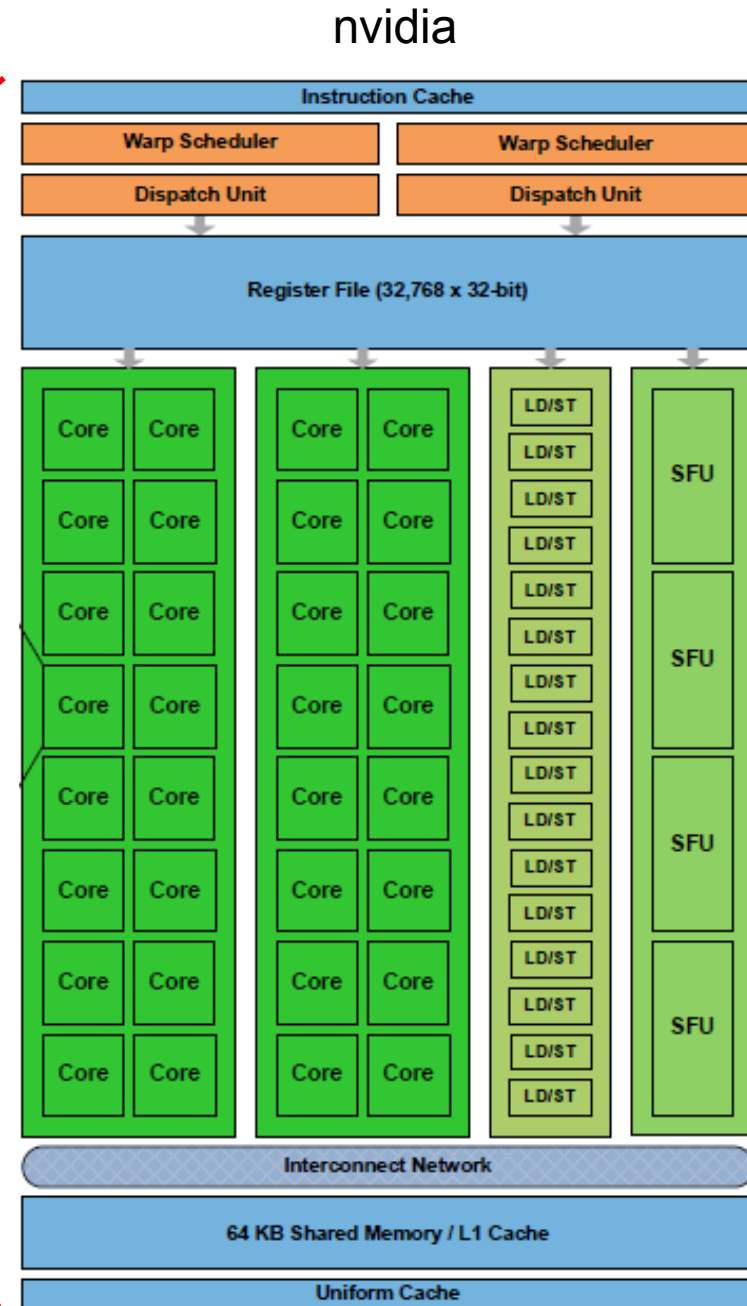 nvidia
Instruction Cache
Warp Scheduler Warp Scheduler
Dispatch Unit Dispatch Unit
Register File (32,768 x 32-bit)
Core Core Core Core LD/ST
LD/ST
SFU
Core Core Core Core LD/ST
LD/ST
Core Core Core Core LD/ST
LD/ST
SFU
Core Core Core Core LD/ST
LD/ST
Core Core Core Core LD/ST
LD/ST
SFU
Core Core Core Core LD/ST
LD/ST
Core Core Core Core LD/ST
LD/ST
SFU
Core Core Core Core LD/ST
LD/ST
Interconnect Network
64 KB Shared Memory / L1 Cache
Uniform Cache